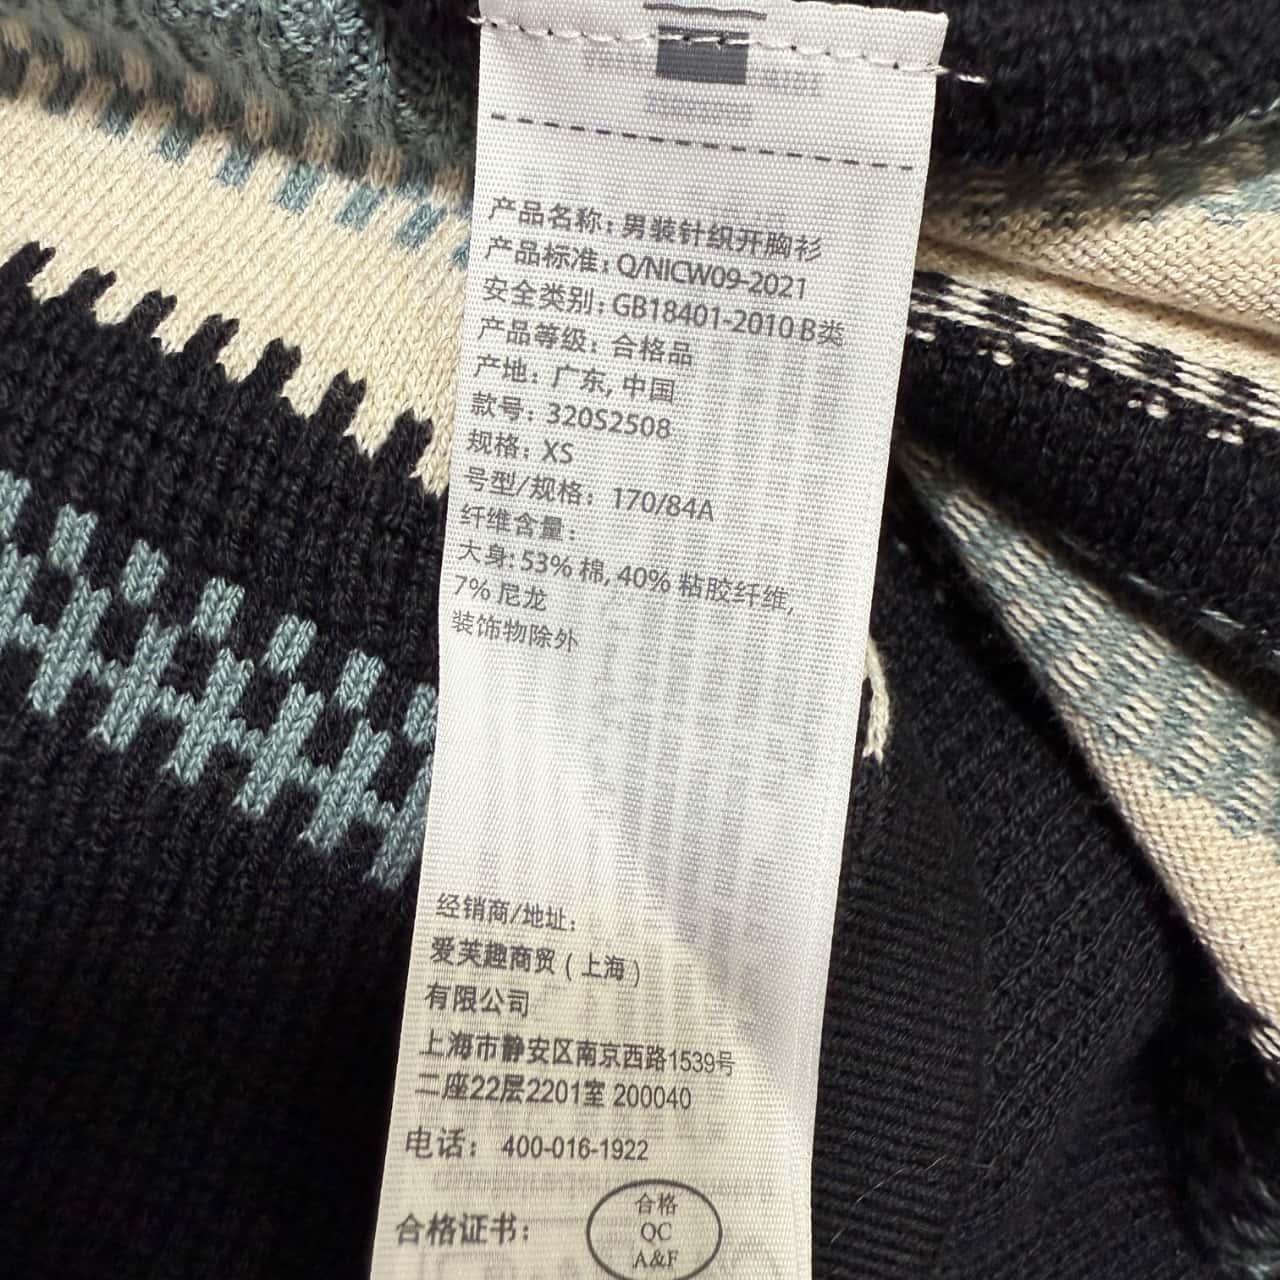 产品名称: 男装针织开胸衫
产品标准: Q/NICW09-2021
安全类别: GB18401-2010 B类
产品等级: 合格品
产地: 广东, 中国
款号: 320S2508
规格: XS
号型/规格: 170/84A
纤维含量:
大身: 53% 棉, 40% 粘胶纤维,
7% 尼龙
装饰物除外
经销商/地址:
爱芙趣商贸 ( 上海 )
有限公司
上海市静安区南京西路1539号
二座22层2201室 200040
电话: 400-016-1922
合格证书:
合格
QC
A&F